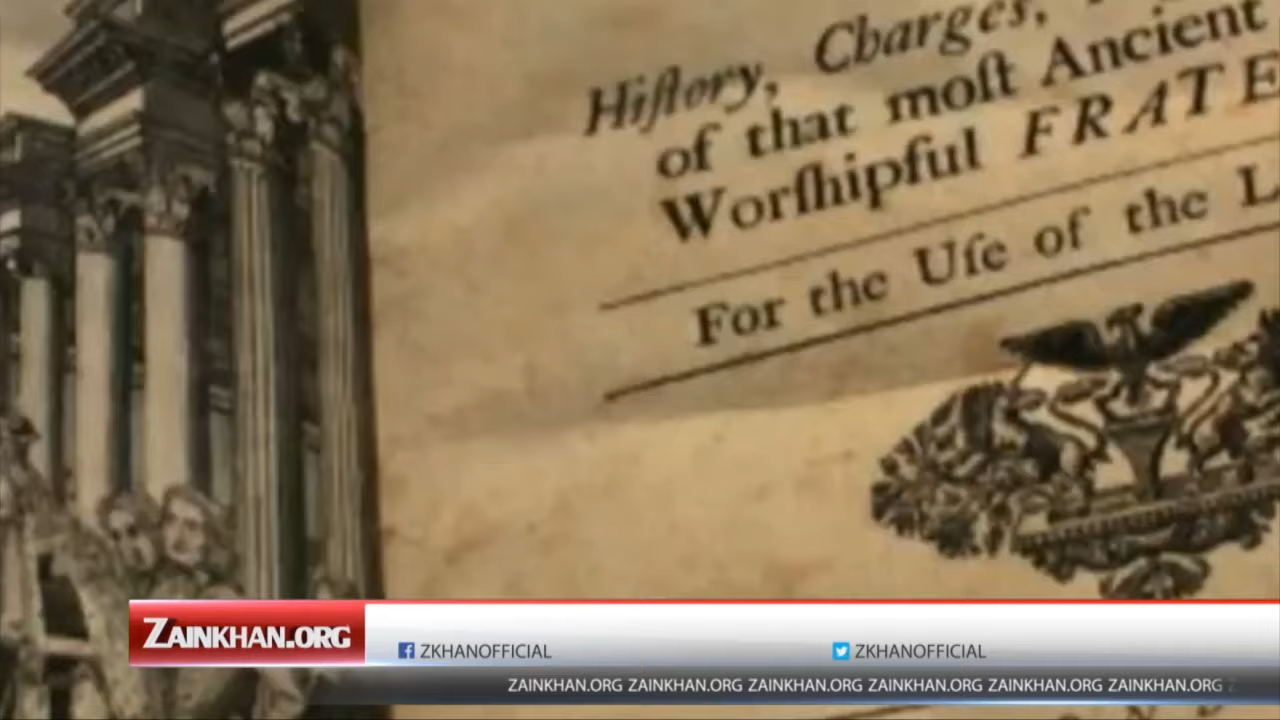 Hiſtory, Charges,
of that moſt Ancient
Worſhipful FRATE
For the Uſe of the L
ZAINKHAN.ORG
ZKHANOFFICIAL
ZKHANOFFICIAL
ZAINKHAN.ORG ZAINKHAN.ORG ZAINKHAN.ORG ZAINKHAN.ORG ZAINKHAN.ORG ZAINKHAN.ORG